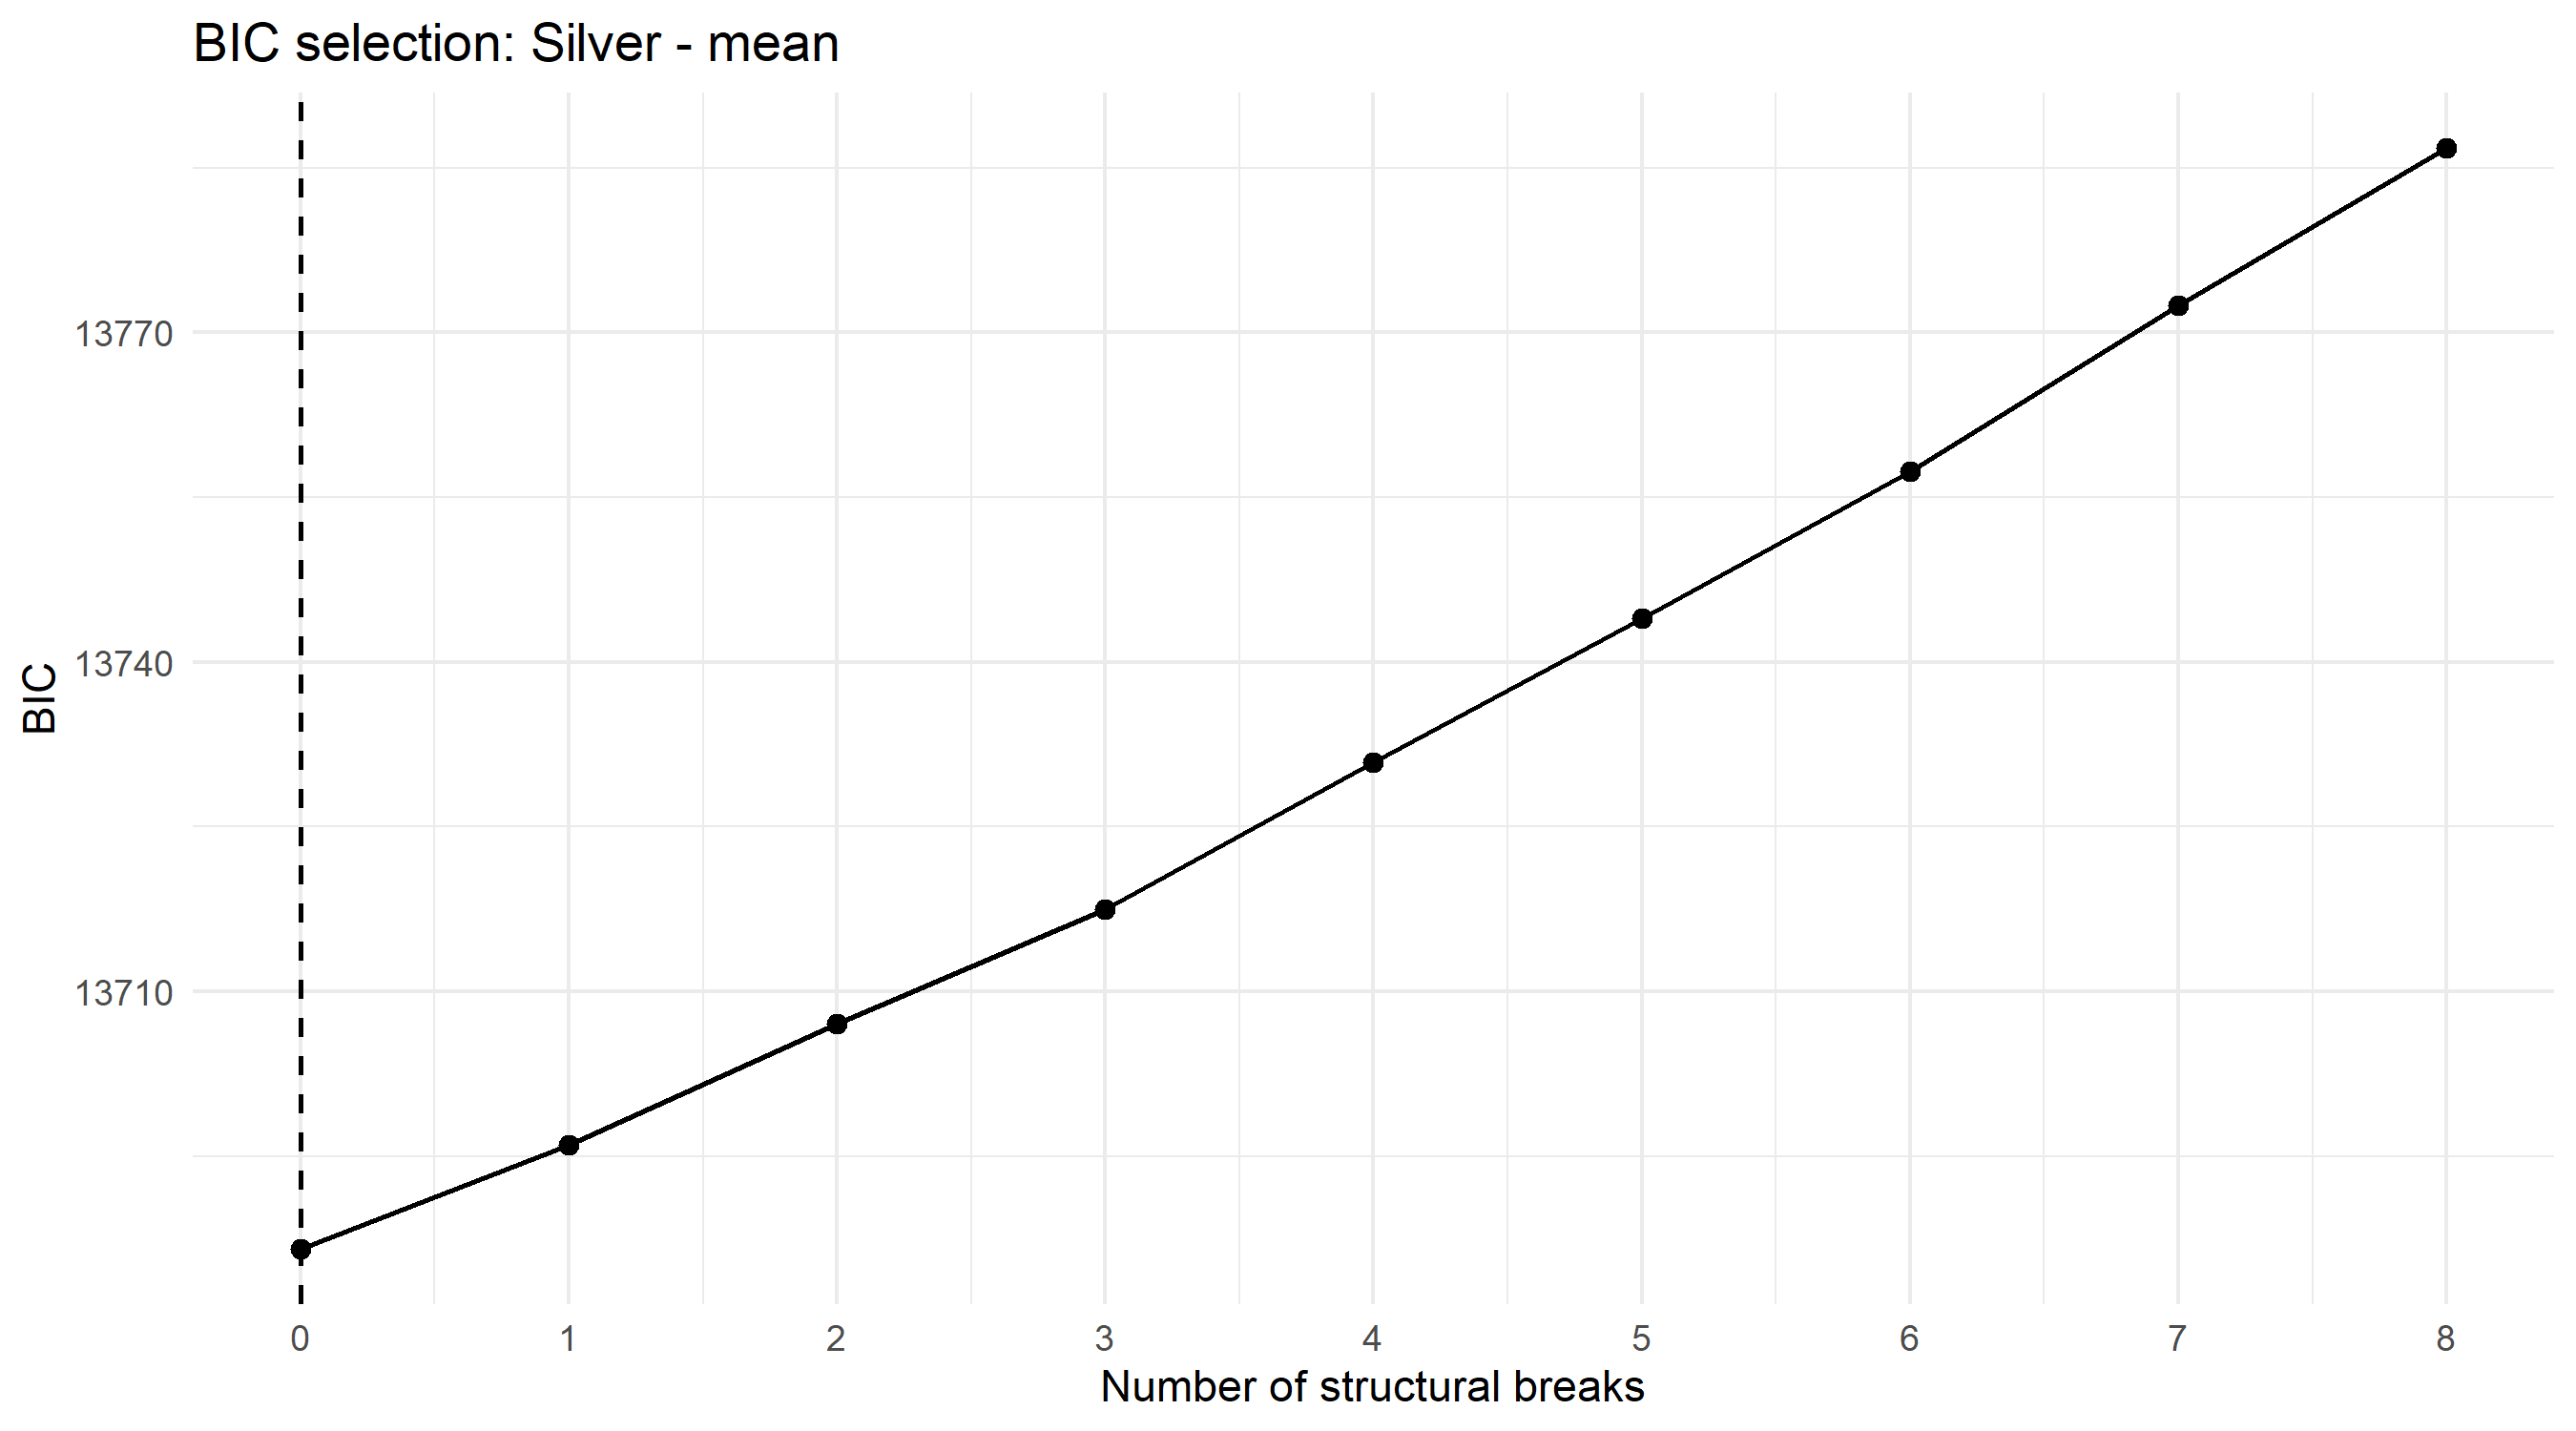 BIC selection: Silver - mean
BIC
13770
13740
13710
0 1 2 3 4 5 6 7 8
Number of structural breaks